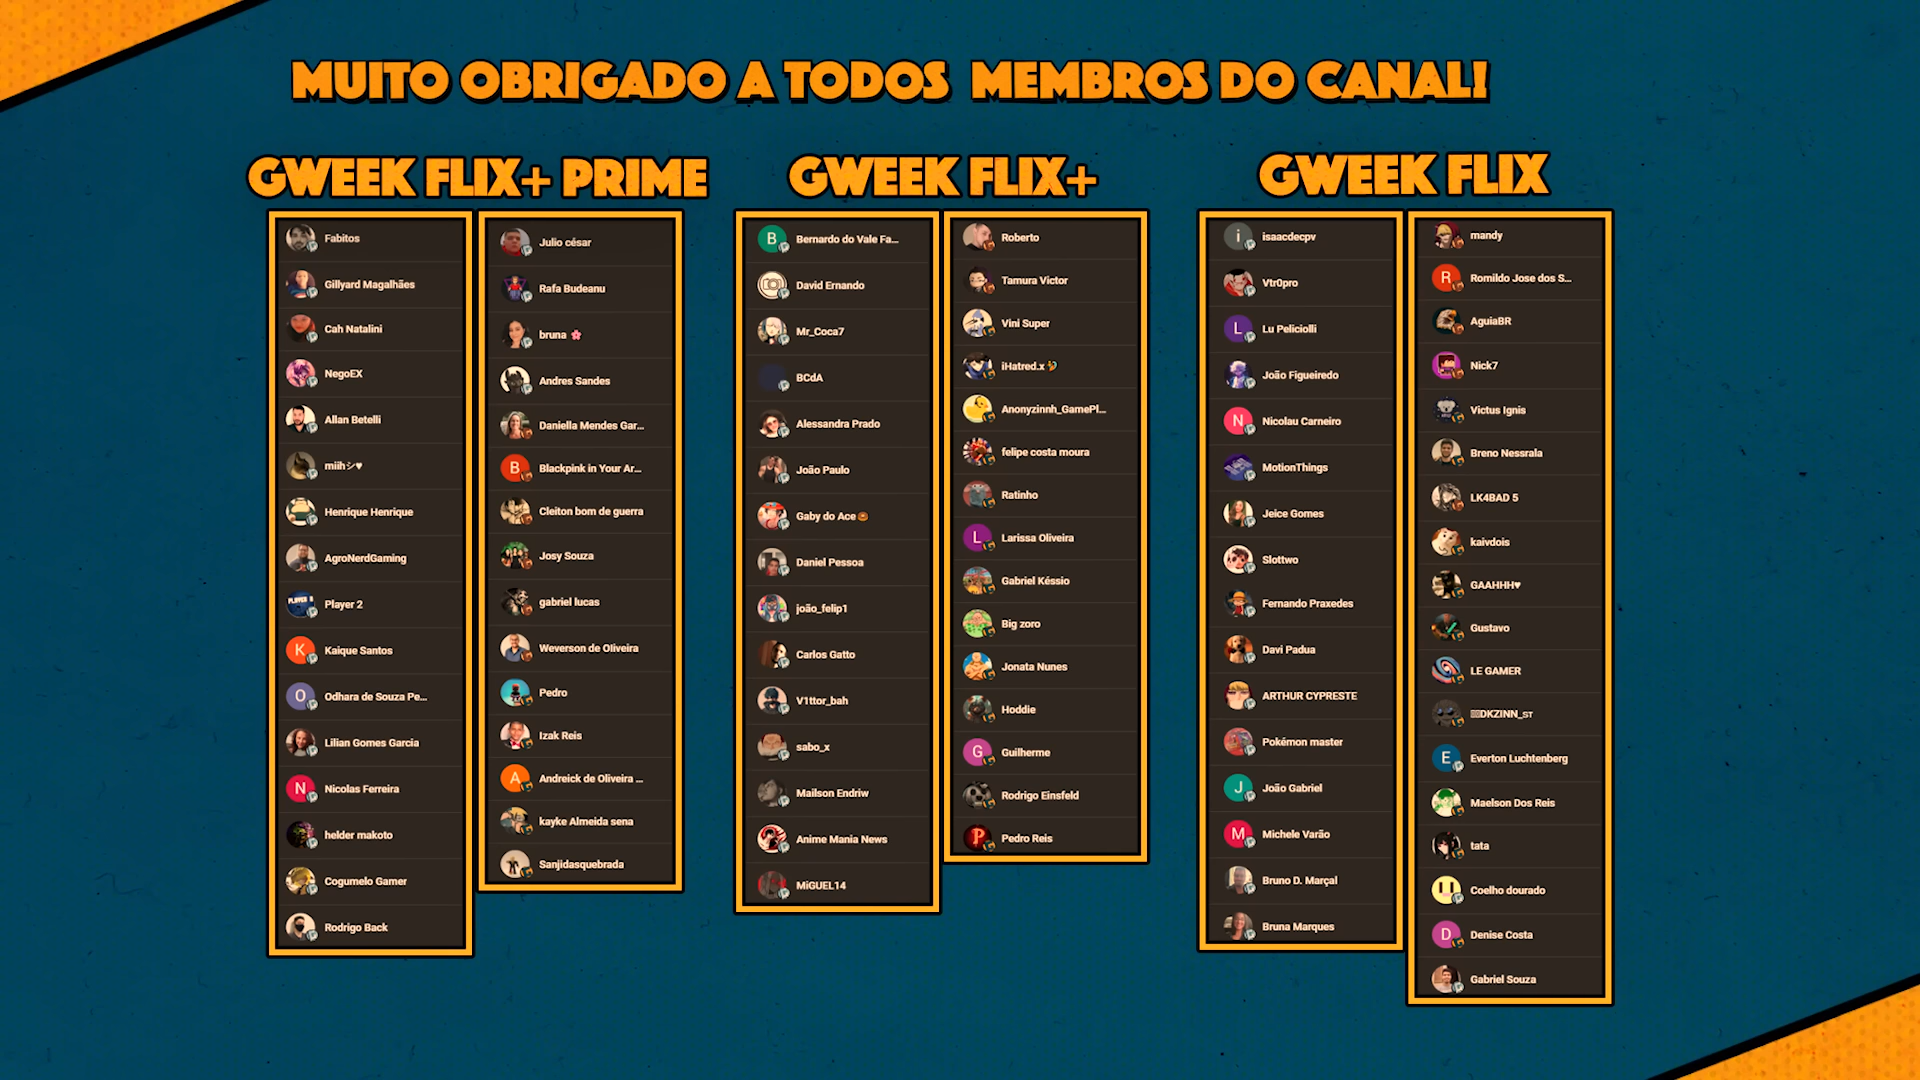 MUITO OBRIGADO A TODOS MEMBROS DO CANAL!
GWEEK FLIX+ PRIME
Fabitos
Gillyard Magalhães
Cah Natalini
NegoEX
Allan Betelli
miihシ♥
Henrique Henrique
AgroNerdGaming
Player 2
K
Kaique Santos
O
Odhara de Souza Pe...
Lilian Gomes Garcia
N
Nicolas Ferreira
helder makoto
Cogumelo Gamer
Rodrigo Back
Julio césar
Rafa Budeanu
bruna 🌸
Andres Sandes
Daniella Mendes Gar...
B
Blackpink in Your Ar...
Cleiton bom de guerra
Josy Souza
gabriel lucas
Weverson de Oliveira
Pedro
Izak Reis
A
Andreick de Oliveira ...
kayke Almeida sena
Sanjidasquebrada
GWEEK FLIX+
B
Bernardo do Vale Fa...
David Ernando
Mr_Coca7
BCdA
Alessandra Prado
João Paulo
Gaby do Ace
Daniel Pessoa
joão_felip1
Carlos Gatto
V1ttor_bah
sabo_x
Mailson Endriw
Anime Mania News
MiGUEL14
Roberto
Tamura Victor
Vini Super
iHatred.x
Anonyzinnh_GamePl...
felipe costa moura
Ratinho
L
Larissa Oliveira
Gabriel Késsio
Big zoro
Jonata Nunes
Hoddie
G
Guilherme
Rodrigo Einsfeld
P
Pedro Reis
GWEEK FLIX
i
isaacdecpv
Vtr0pro
L
Lu Peliciolli
João Figueiredo
N
Nicolau Carneiro
MotionThings
Jeice Gomes
Slottwo
Fernando Praxedes
Davi Padua
ARTHUR CYPRESTE
Pokémon master
J
João Gabriel
M
Michele Varão
Bruno D. Marçal
Bruna Marques
mandy
R
Romildo Jose dos S...
AguiaBR
Nick7
Victus Ignis
Breno Nessrala
LK4BAD 5
kaivdois
GAAHHH♥
Gustavo
LE GAMER
DKZINN_ST
E
Everton Luchtenberg
Maelson Dos Reis
tata
Coelho dourado
D
Denise Costa
Gabriel Souza